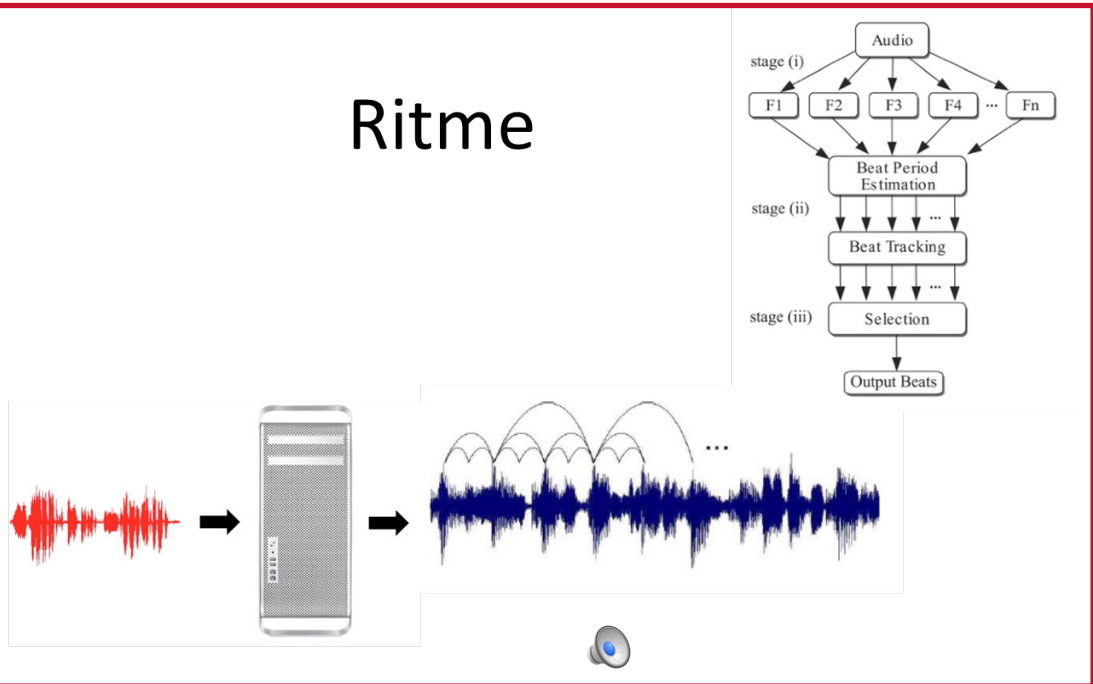 Ritme
Audio
stage (i)
F1 F2 F3 F4 ... Fn
Beat Period
Estimation
stage (ii)
...
Beat Tracking
...
stage (iii)
Selection
Output Beats
...